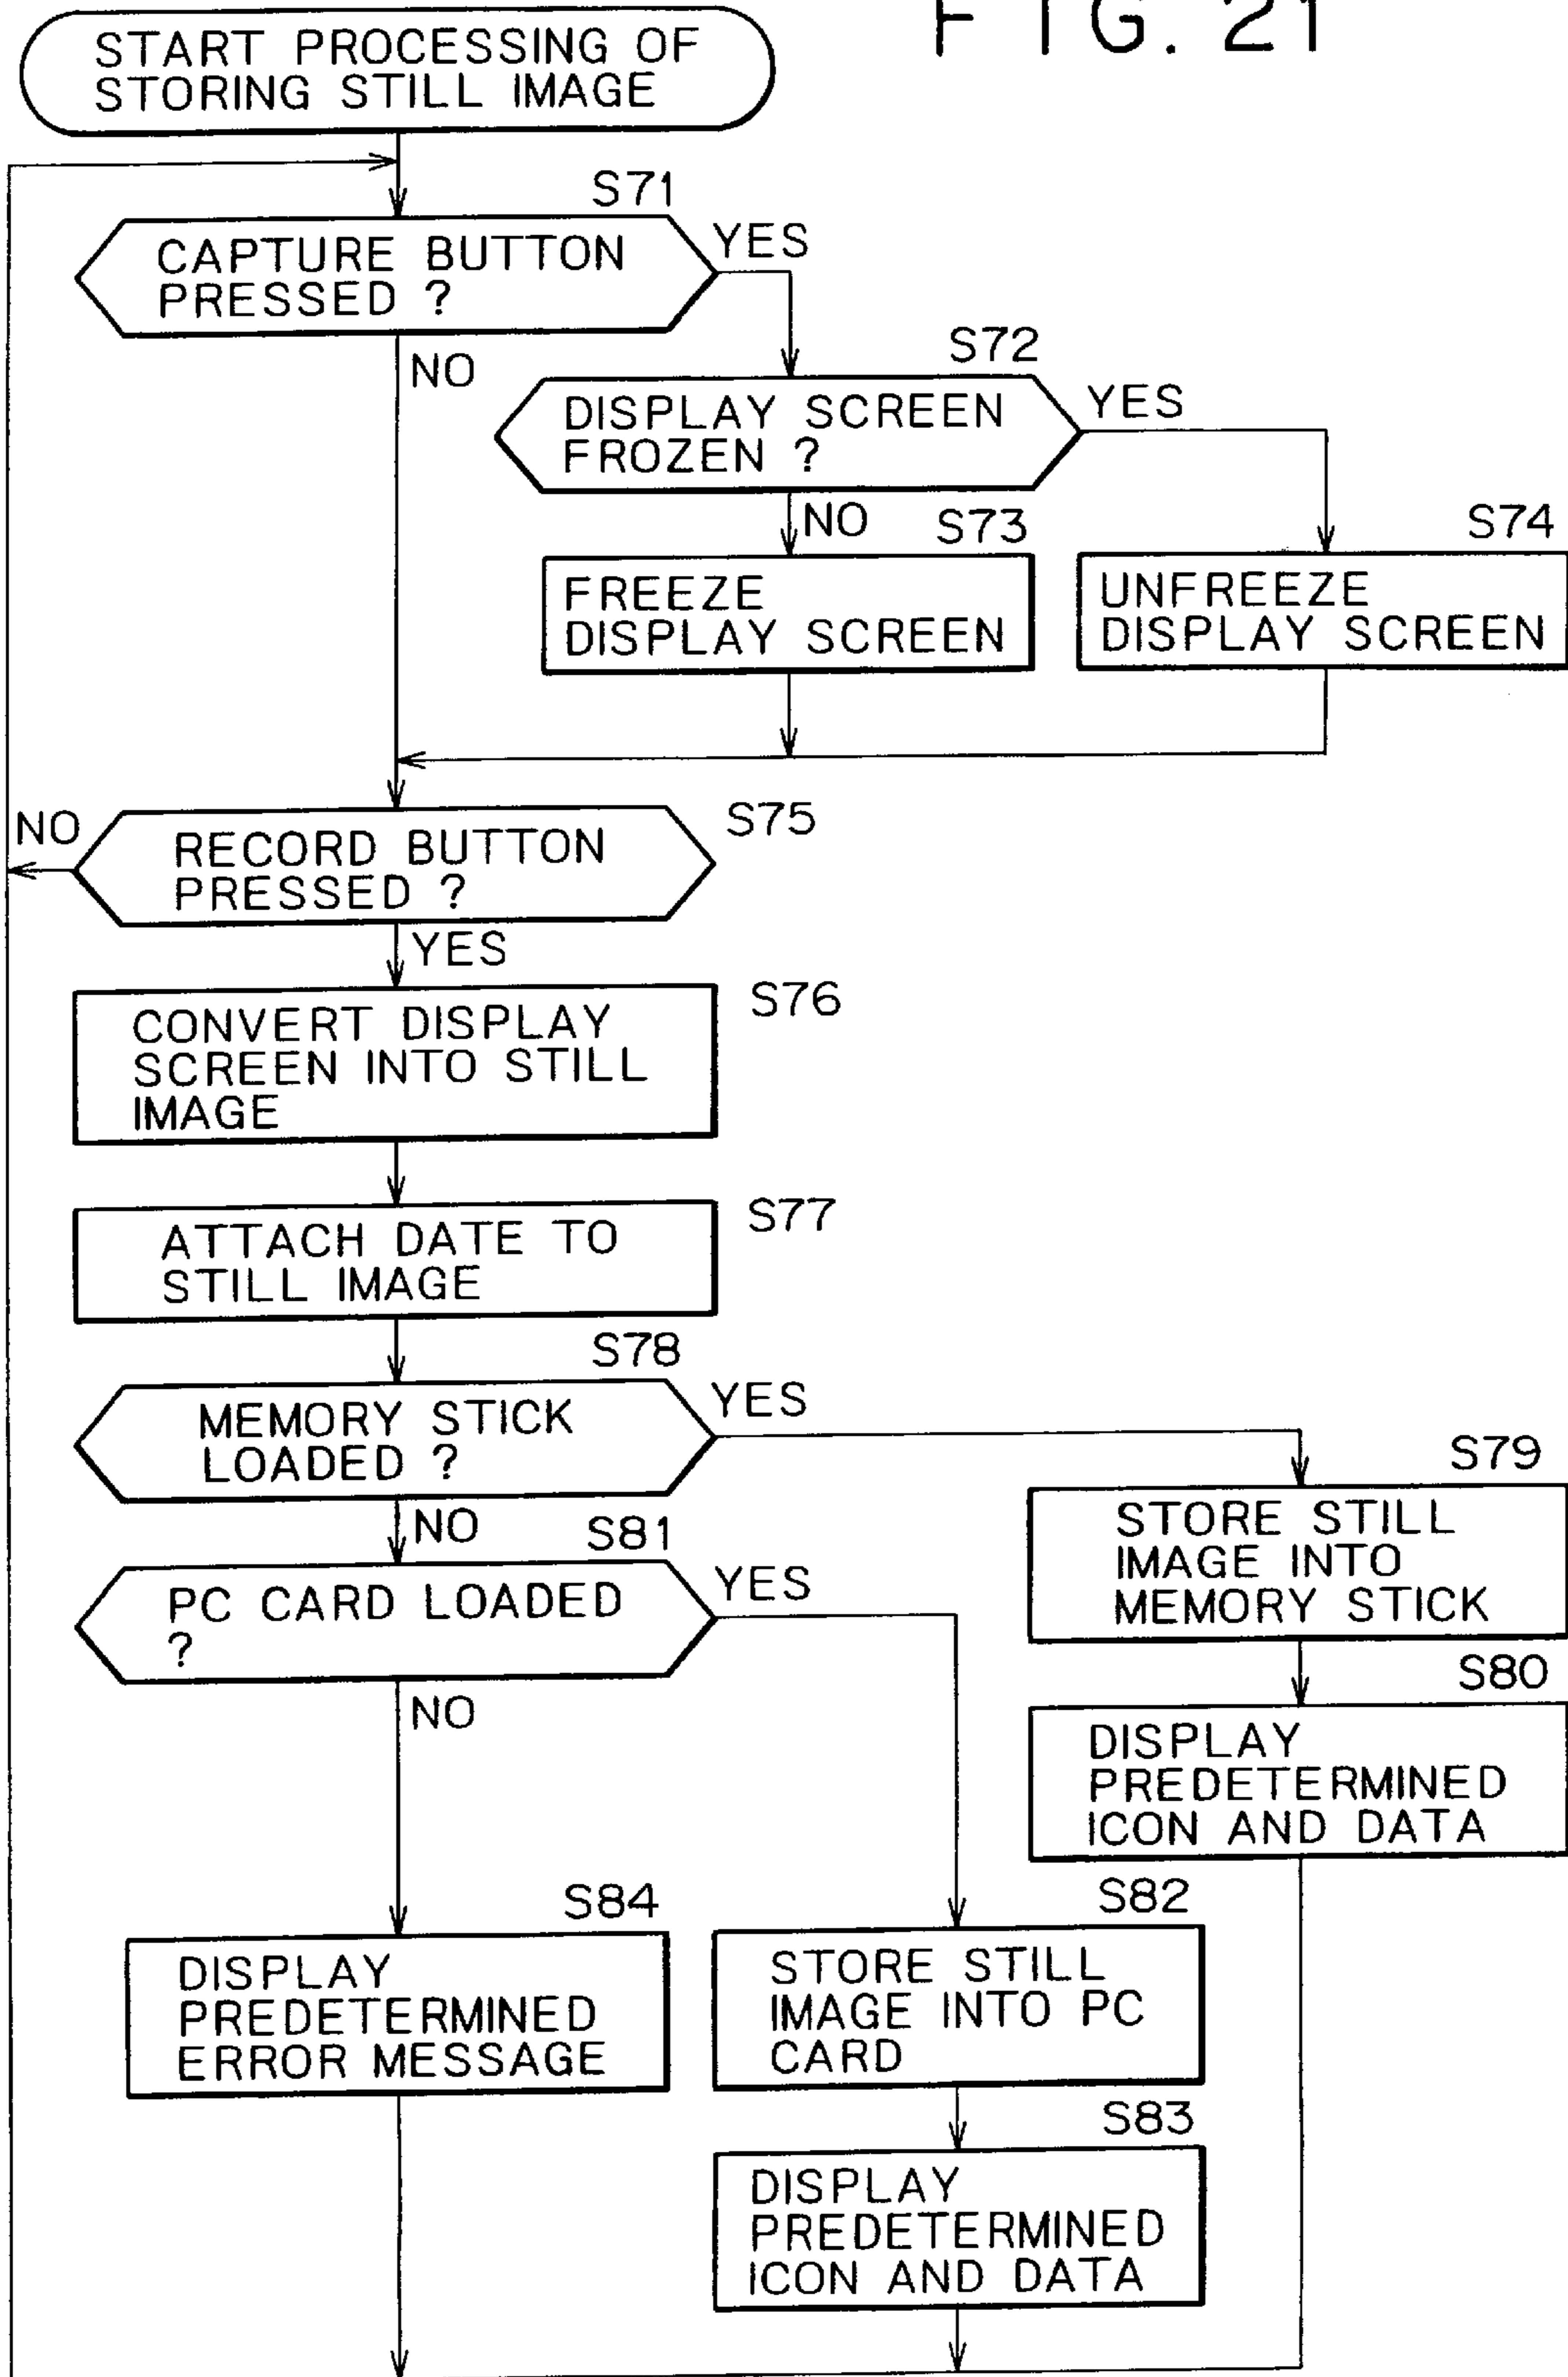 FIG. 21
START PROCESSING OF
STORING STILL IMAGE
S71
CAPTURE BUTTON
PRESSED ?
YES
NO
S72
DISPLAY SCREEN
FROZEN ?
YES
NO
S73
FREEZE
DISPLAY SCREEN
S74
UNFREEZE
DISPLAY SCREEN
S75
NO
RECORD BUTTON
PRESSED ?
YES
S76
CONVERT DISPLAY
SCREEN INTO STILL
IMAGE
S77
ATTACH DATE TO
STILL IMAGE
S78
MEMORY STICK
LOADED ?
YES
NO
S79
STORE STILL
IMAGE INTO
MEMORY STICK
S80
DISPLAY
PREDETERMINED
ICON AND DATA
S81
PC CARD LOADED
?
YES
NO
S82
STORE STILL
IMAGE INTO PC
CARD
S83
DISPLAY
PREDETERMINED
ICON AND DATA
S84
DISPLAY
PREDETERMINED
ERROR MESSAGE